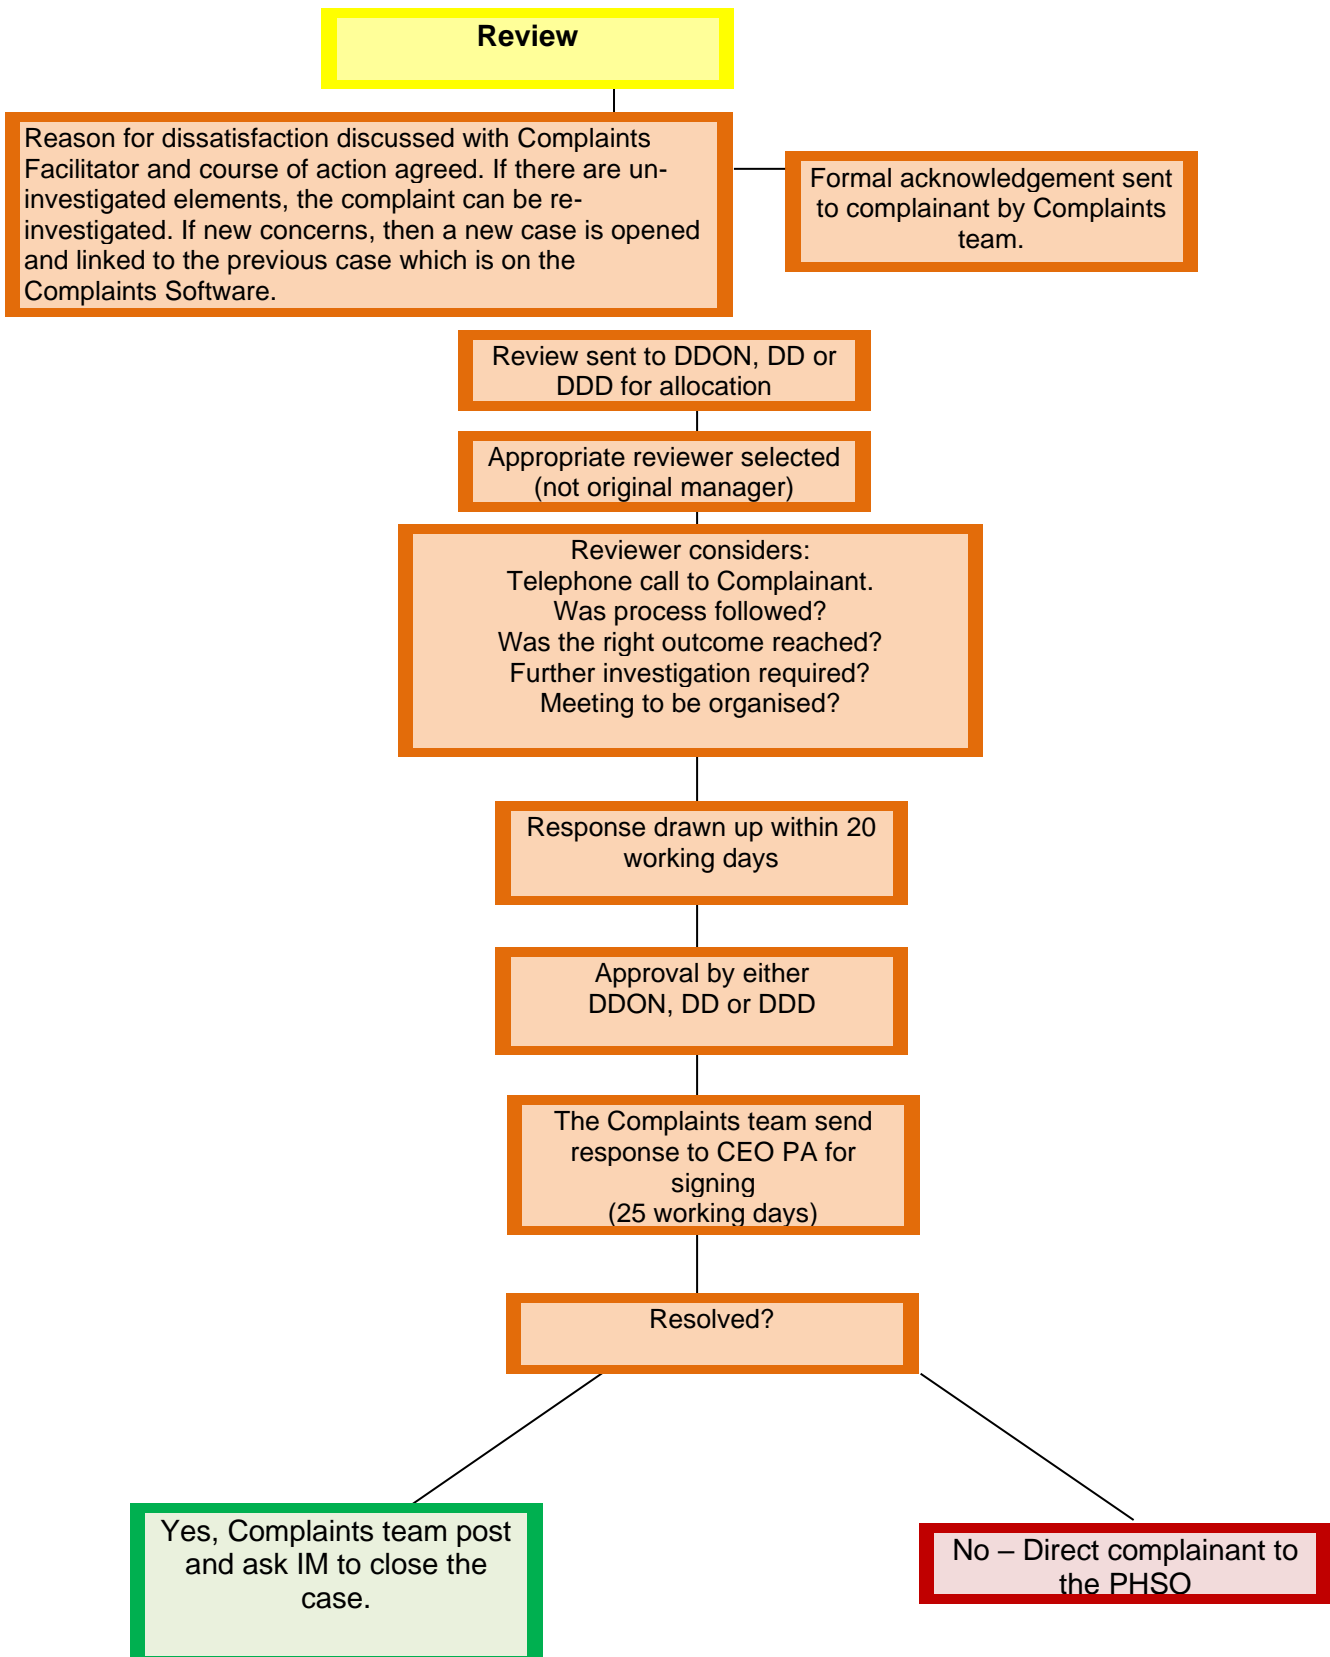 Review
Reason for dissatisfaction discussed with Complaints
Facilitator and course of action agreed. If there are un-
investigated elements, the complaint can be re-
investigated. If new concerns, then a new case is opened
and linked to the previous case which is on the
Complaints Software.
Formal acknowledgement sent
to complainant by Complaints
team.
Review sent to DDON, DD or
DDD for allocation
Appropriate reviewer selected
(not original manager)
Reviewer considers:
Telephone call to Complainant.
Was process followed?
Was the right outcome reached?
Further investigation required?
Meeting to be organised?
Response drawn up within 20
working days
Approval by either
DDON, DD or DDD
The Complaints team send
response to CEO PA for
signing
(25 working days)
Resolved?
Yes, Complaints team post
and ask IM to close the
case.
No – Direct complainant to
the PHSO